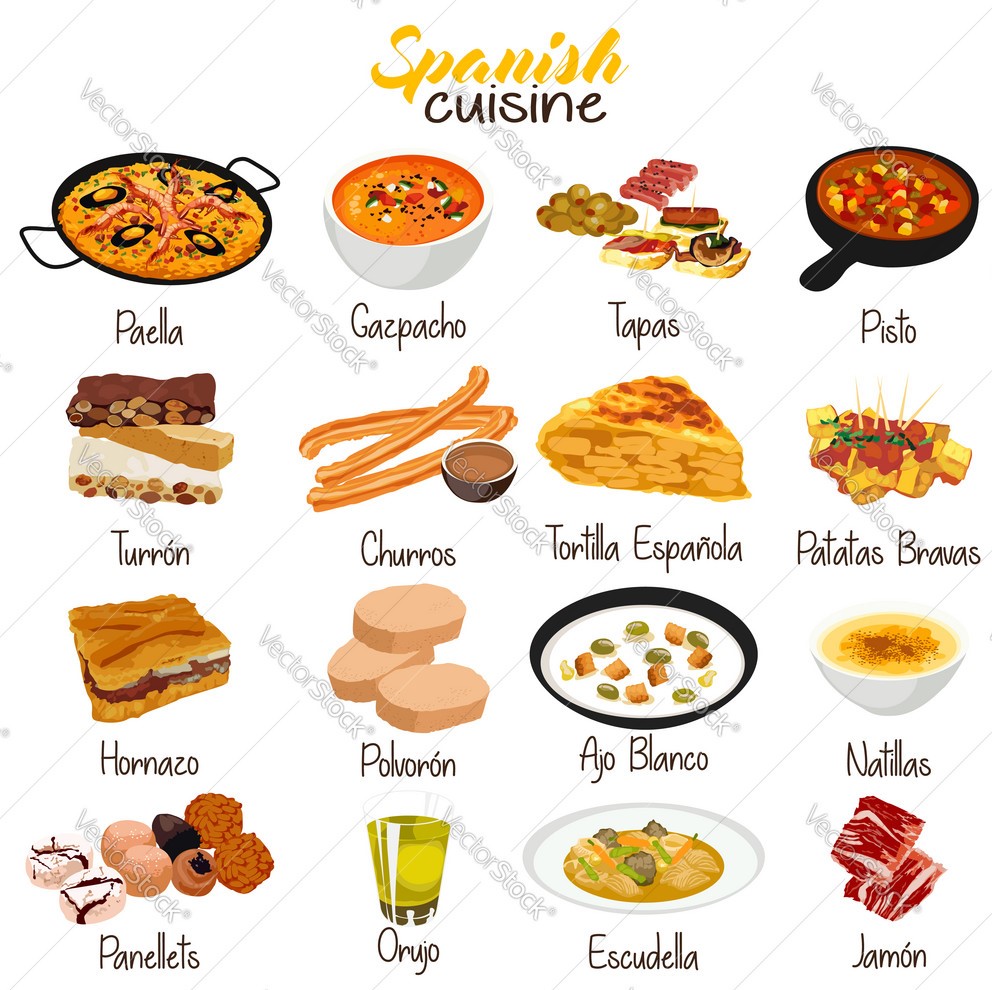 Spanish
cuisine
Paella
Gazpacho
Tapas
Pisto
Turrón
Churros
Tortilla Española
Patatas Bravas
Hornazo
Polvorón
Ajo Blanco
Natillas
Panellets
Orujo
Escudella
Jamón
VectorStock®